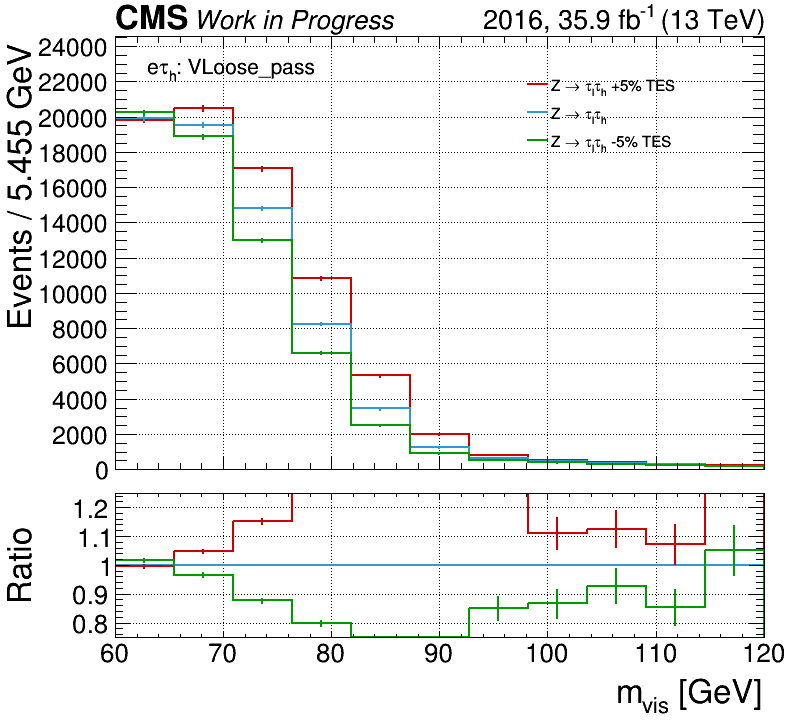 CMS Work in Progress 2016, 35.9 fb⁻¹ (13 TeV)
eτₕ: VLoose_pass
Z → τₗτₕ +5% TES
Z → τₗτₕ
Z → τₗτₕ -5% TES
Events / 5.455 GeV
24000
22000
20000
18000
16000
14000
12000
10000
8000
6000
4000
2000
0
Ratio
1.2
1.1
1
0.9
0.8
60 70 80 90 100 110 120
m_vis [GeV]